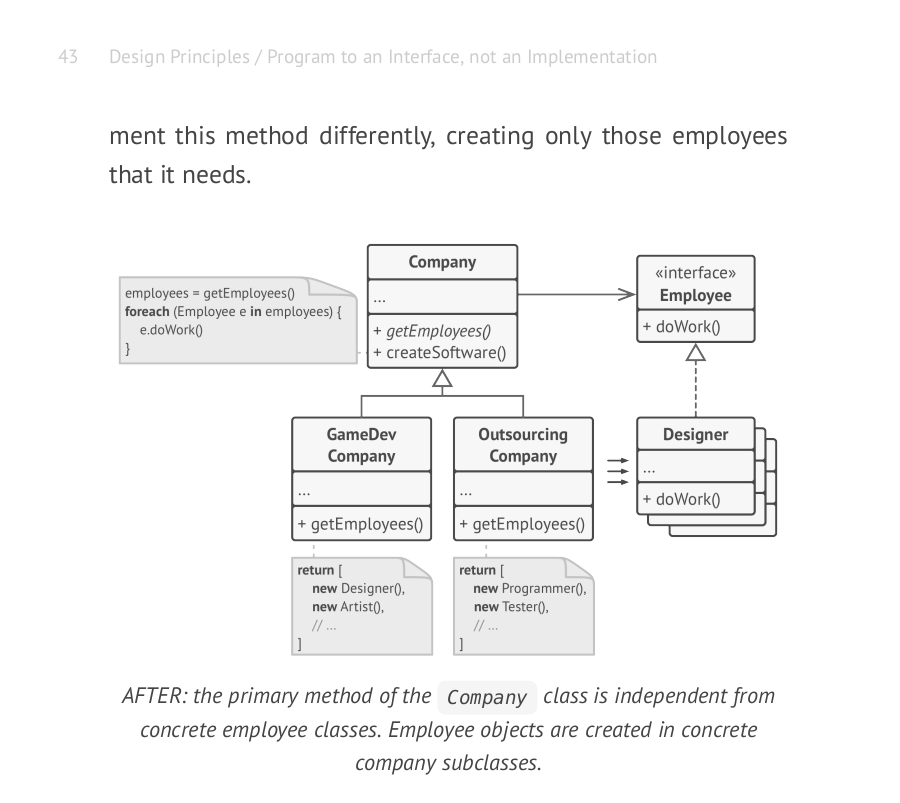 43 Design Principles / Program to an Interface, not an Implementation
ment this method differently, creating only those employees
that it needs.
employees = getEmployees()
foreach (Employee e in employees) {
e.doWork()
}
Company
...
+ getEmployees()
+ createSoftware()
«interface»
Employee
+ doWork()
GameDev
Company
...
+ getEmployees()
Outsourcing
Company
...
+ getEmployees()
Designer
...
+ doWork()
return [
new Designer(),
new Artist(),
// ...
]
return [
new Programmer(),
new Tester(),
// ...
]
AFTER: the primary method of the Company class is independent from
concrete employee classes. Employee objects are created in concrete
company subclasses.